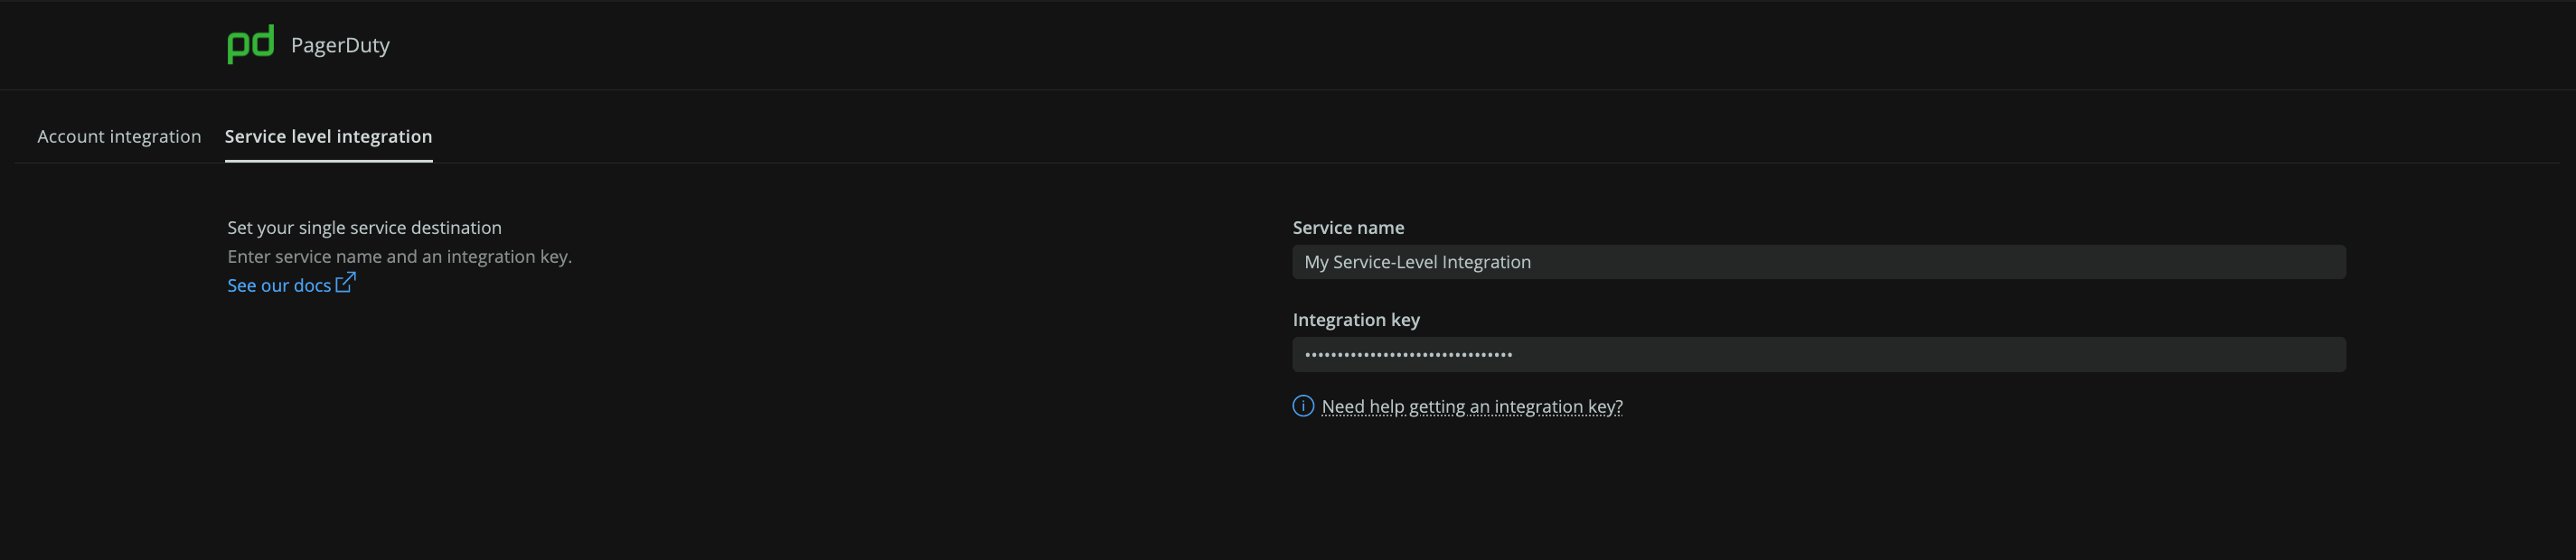 pd PagerDuty
Account integration Service level integration
Set your single service destination
Enter service name and an integration key.
See our docs
Service name
My Service-Level Integration
Integration key
••••••••••••••••••••••••••••••••
Need help getting an integration key?